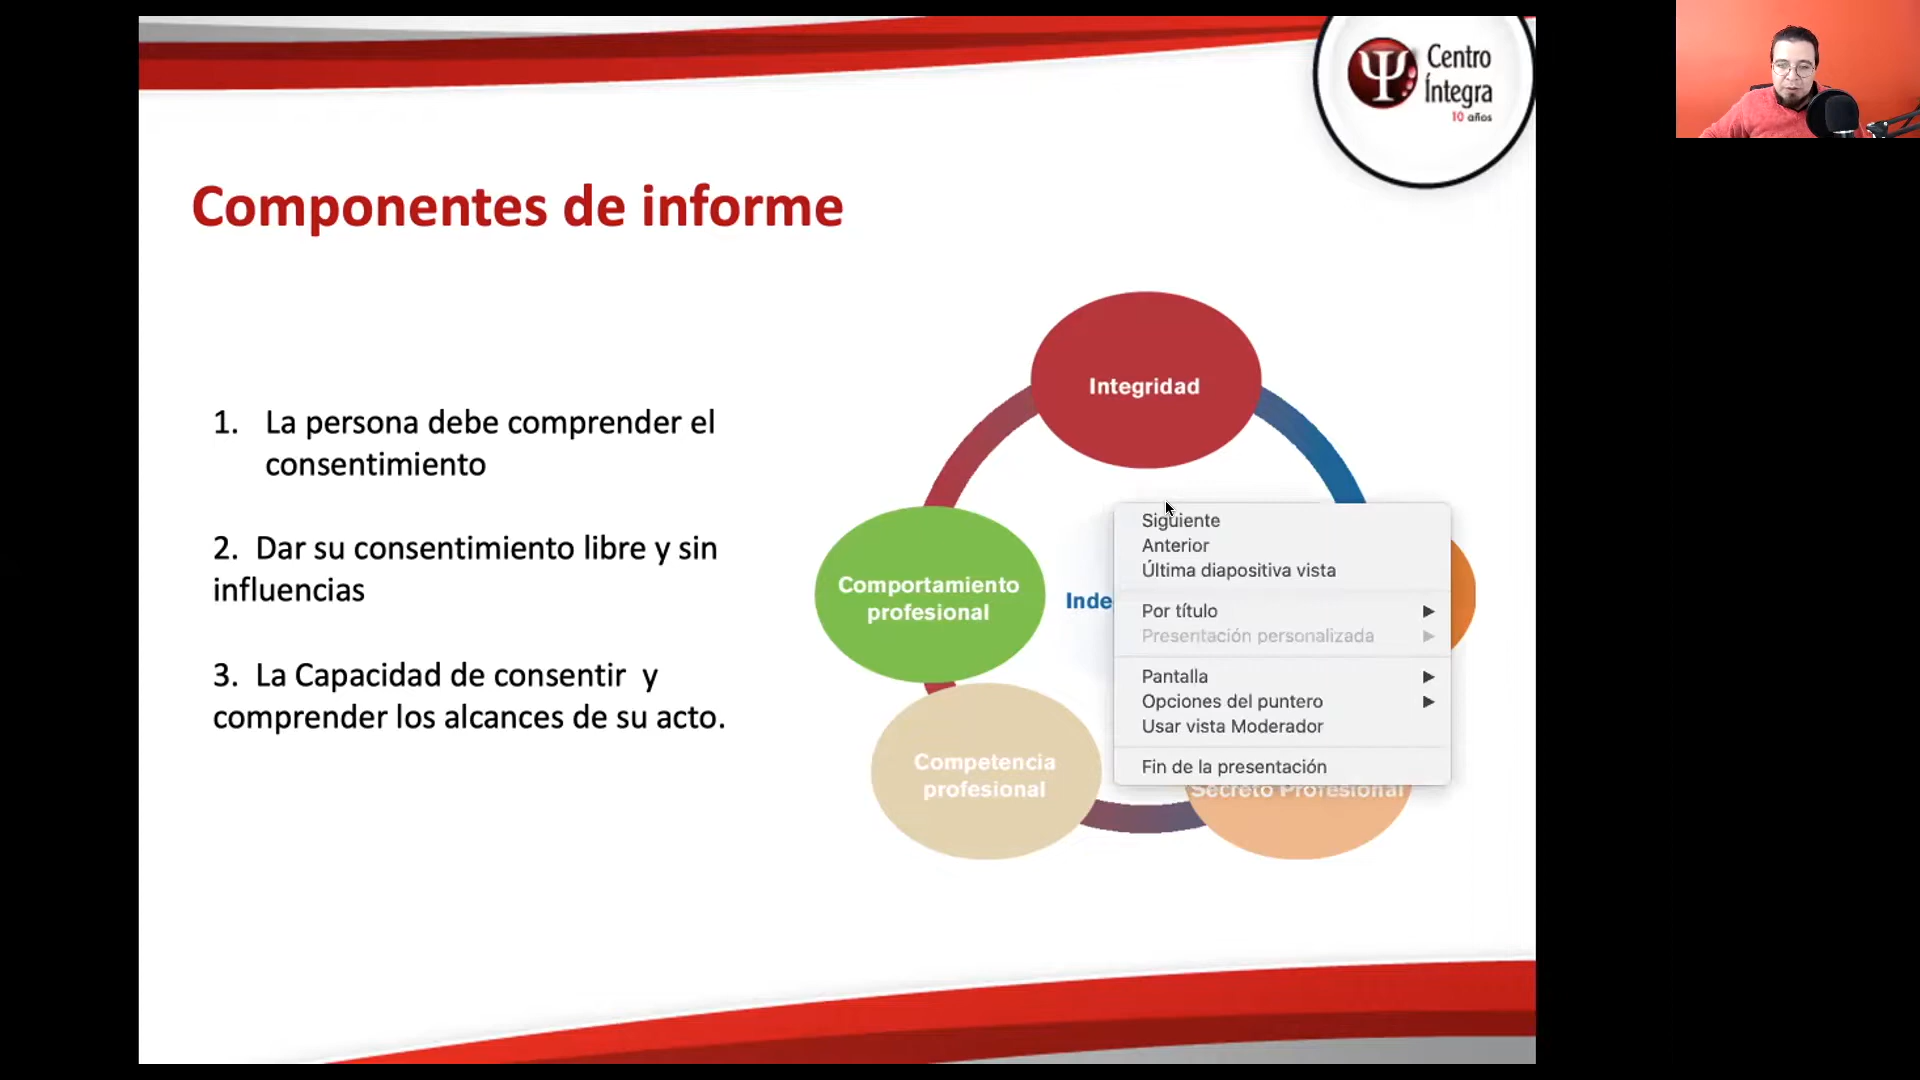 Ψ
Centro
Íntegra
10 años
Componentes de informe
1. La persona debe comprender el
consentimiento
2. Dar su consentimiento libre y sin
influencias
3. La Capacidad de consentir y
comprender los alcances de su acto.
Integridad
Comportamiento
profesional
Inde
Competencia
profesional
Secreto Profesional
Siguiente
Anterior
Última diapositiva vista
Por título
Presentación personalizada
Pantalla
Opciones del puntero
Usar vista Moderador
Fin de la presentación